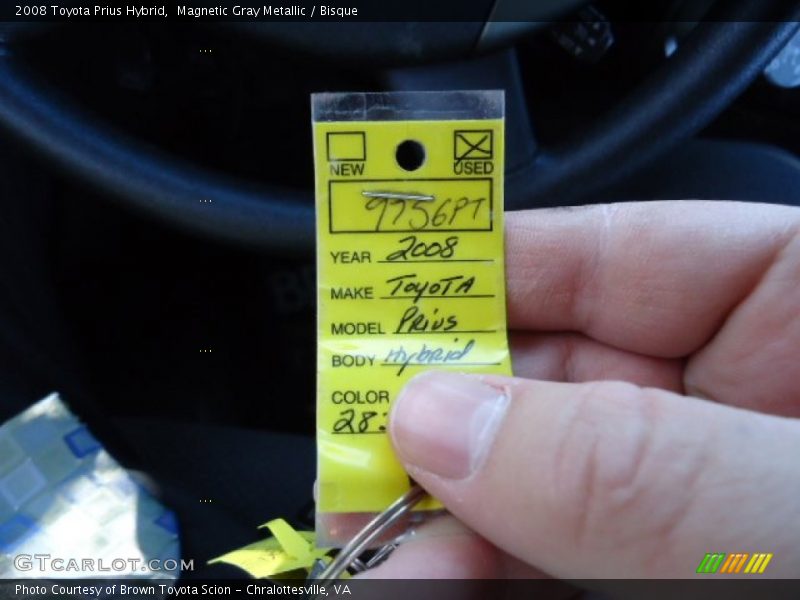 2008 Toyota Prius Hybrid,  Magnetic Gray Metallic / Bisque
NEW USED
9756PT
YEAR 2008
MAKE TOYOTA
MODEL Prius
BODY Hybrid
COLOR
GTCARLOT.COM
Photo Courtesy of Brown Toyota Scion - Chralottesville, VA